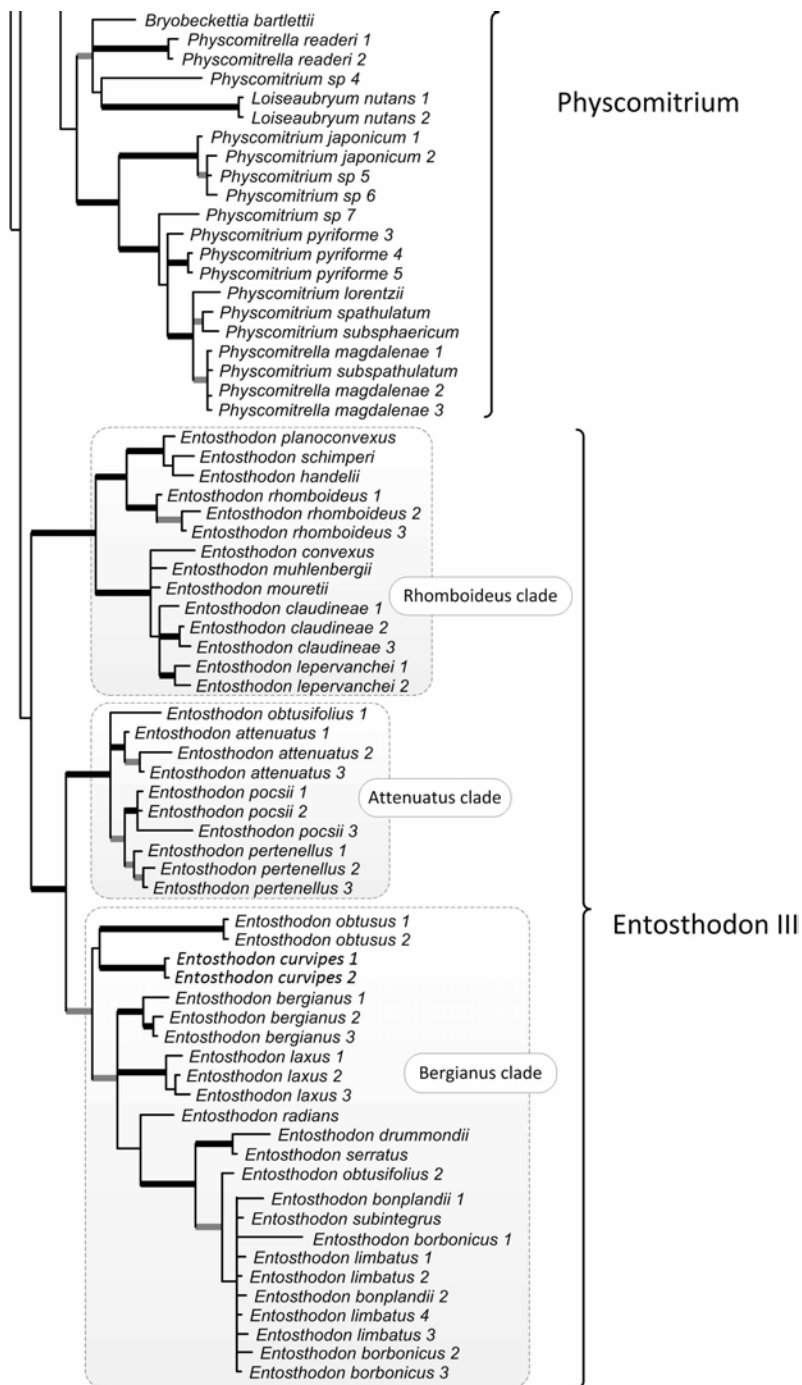 Bryobeckettia bartlettii
Physcomitrella readeri 1
Physcomitrella readeri 2
Physcomitrium sp 4
Loiseaubryum nutans 1
Loiseaubryum nutans 2
Physcomitrium japonicum 1
Physcomitrium japonicum 2
Physcomitrium sp 5
Physcomitrium sp 6
Physcomitrium sp 7
Physcomitrium pyriforme 3
Physcomitrium pyriforme 4
Physcomitrium pyriforme 5
Physcomitrium lorentzii
Physcomitrium spathulatum
Physcomitrium subsphaericum
Physcomitrella magdalenae 1
Physcomitrium subspathulatum
Physcomitrella magdalenae 2
Physcomitrella magdalenae 3
Physcomitrium
Entosthodon planoconvexus
Entosthodon schimperi
Entosthodon handelii
Entosthodon rhomboideus 1
Entosthodon rhomboideus 2
Entosthodon rhomboideus 3
Entosthodon convexus
Entosthodon muhlenbergii
Entosthodon mouretii
Entosthodon claudineae 1
Entosthodon claudineae 2
Entosthodon claudineae 3
Entosthodon lepervanchei 1
Entosthodon lepervanchei 2
Rhomboideus clade
Entosthodon obtusifolius 1
Entosthodon attenuatus 1
Entosthodon attenuatus 2
Entosthodon attenuatus 3
Entosthodon pocsii 1
Entosthodon pocsii 2
Entosthodon pocsii 3
Entosthodon pertenellus 1
Entosthodon pertenellus 2
Entosthodon pertenellus 3
Attenuatus clade
Entosthodon obtusus 1
Entosthodon obtusus 2
Entosthodon curvipes 1
Entosthodon curvipes 2
Entosthodon bergianus 1
Entosthodon bergianus 2
Entosthodon bergianus 3
Entosthodon laxus 1
Entosthodon laxus 2
Entosthodon laxus 3
Entosthodon radians
Entosthodon drummondii
Entosthodon serratus
Entosthodon obtusifolius 2
Entosthodon bonplandii 1
Entosthodon subintegrus
Entosthodon borbonicus 1
Entosthodon limbatus 1
Entosthodon limbatus 2
Entosthodon bonplandii 2
Entosthodon limbatus 4
Entosthodon limbatus 3
Entosthodon borbonicus 2
Entosthodon borbonicus 3
Bergianus clade
Entosthodon III